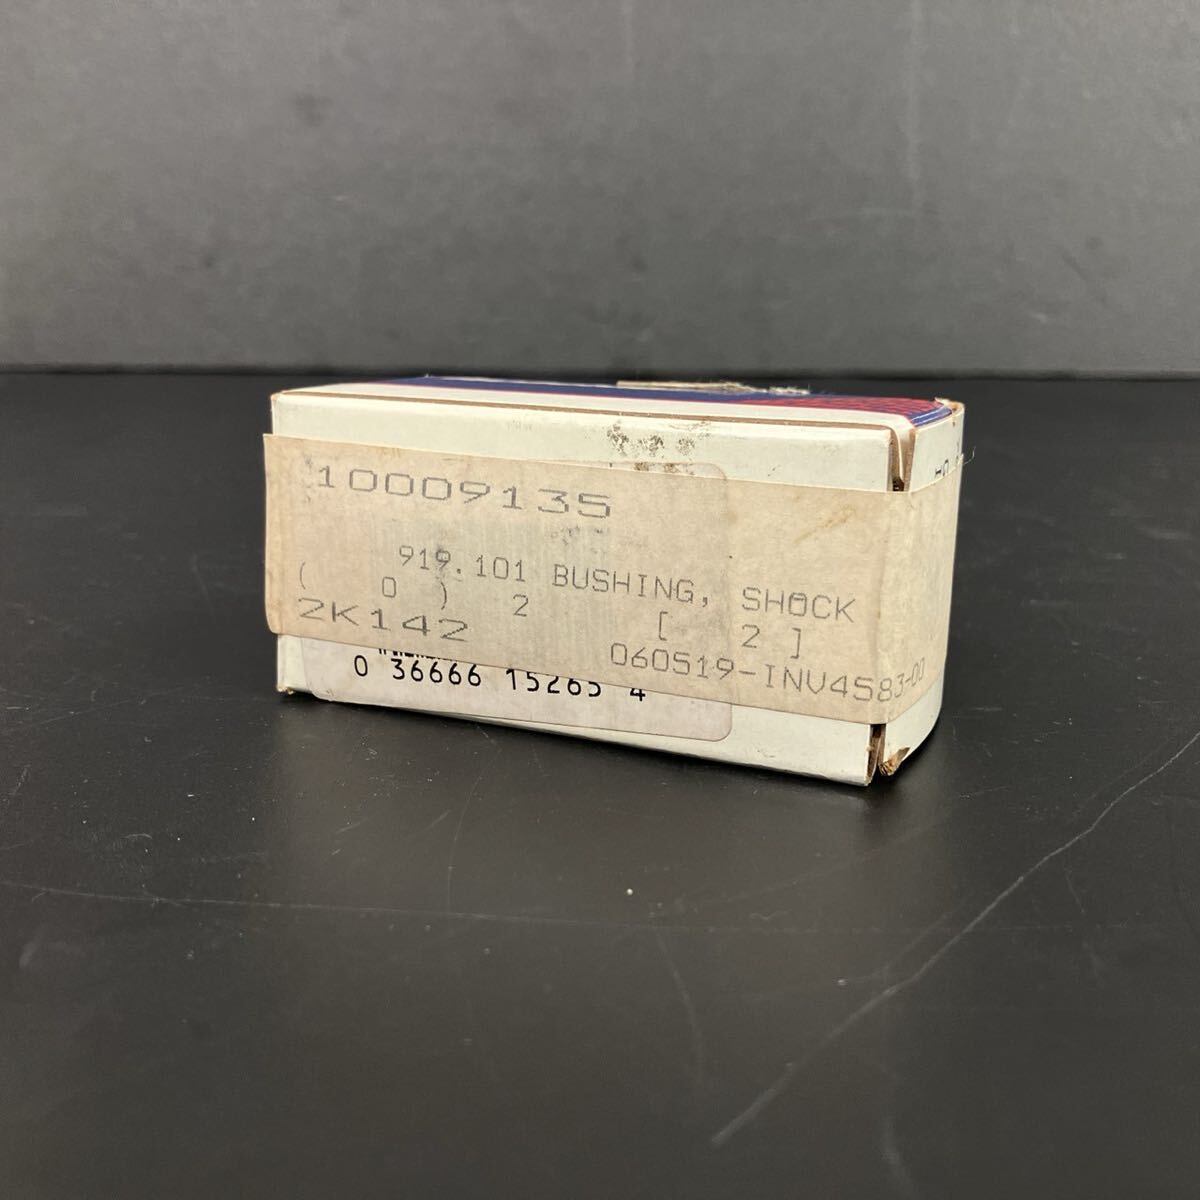 10009135
919.101 BUSHING, SHOCK
( 0 ) 2 [ 2 ]
2K142
060519-INV4583-00
0 36666 15265 4